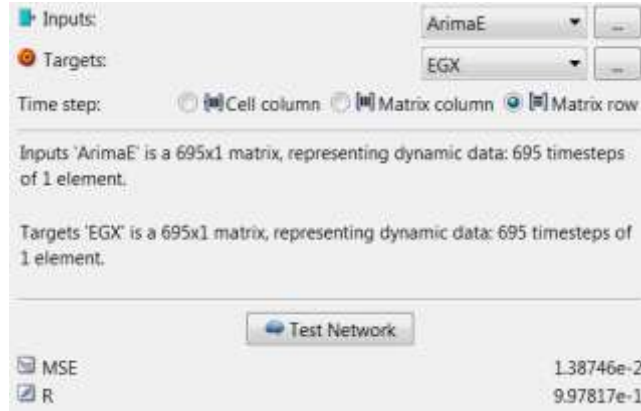 Inputs:
ArimaE
...
Targets:
EGX
...
Time step:
Cell column
Matrix column
Matrix row
Inputs 'ArimaE' is a 695x1 matrix, representing dynamic data: 695 timesteps
of 1 element.
Targets 'EGX' is a 695x1 matrix, representing dynamic data: 695 timesteps of
1 element.
Test Network
MSE
1.38746e-2
R
9.97817e-1